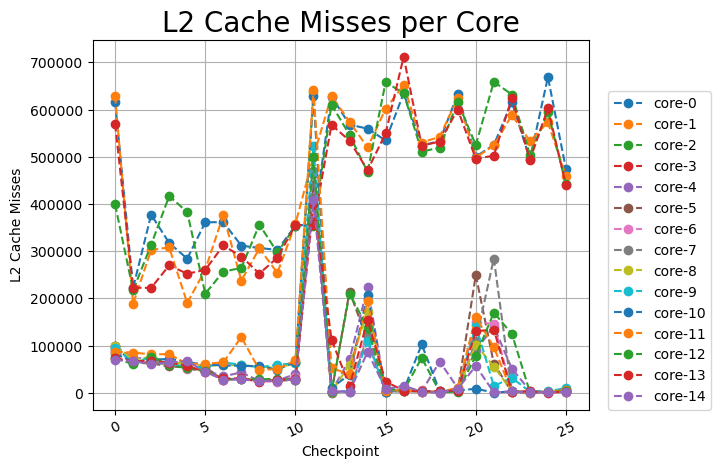 L2 Cache Misses per Core
L2 Cache Misses
700000
600000
500000
400000
300000
200000
100000
0
0
5
10
15
20
25
Checkpoint
core-0
core-1
core-2
core-3
core-4
core-5
core-6
core-7
core-8
core-9
core-10
core-11
core-12
core-13
core-14